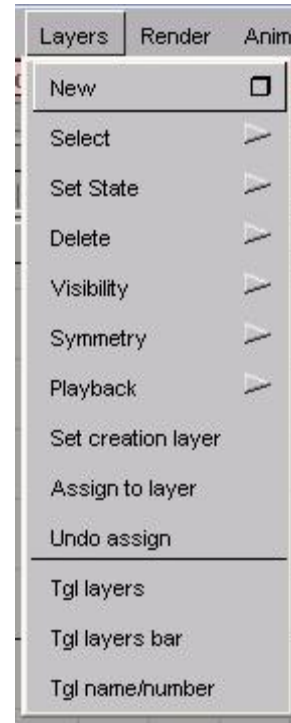 Layers Render Anim
New
Select
Set State
Delete
Visibility
Symmetry
Playback
Set creation layer
Assign to layer
Undo assign
Tgl layers
Tgl layers bar
Tgl name/number